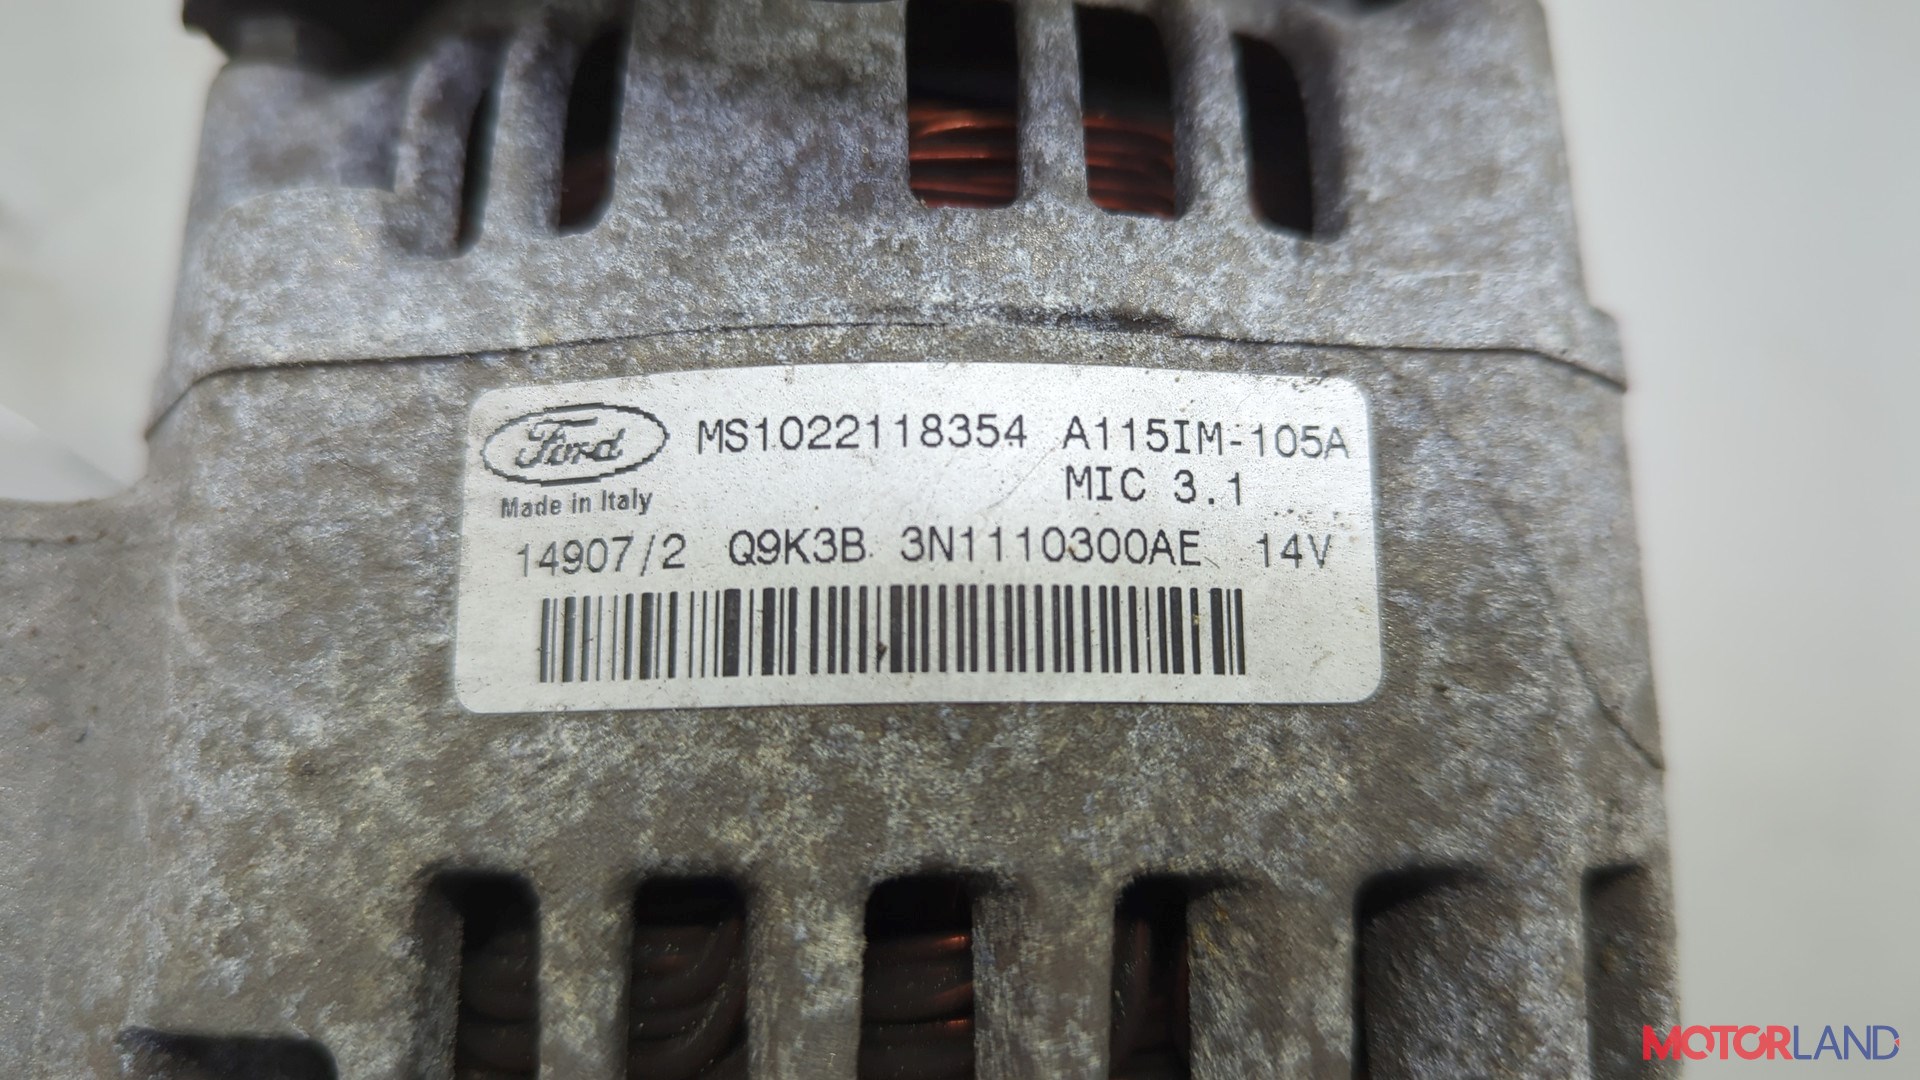 Ford MS1022118354 A115IM-105A
Made in Italy MIC 3.1
14907/2 Q9K3B 3N1110300AE 14V
MOTORLAND